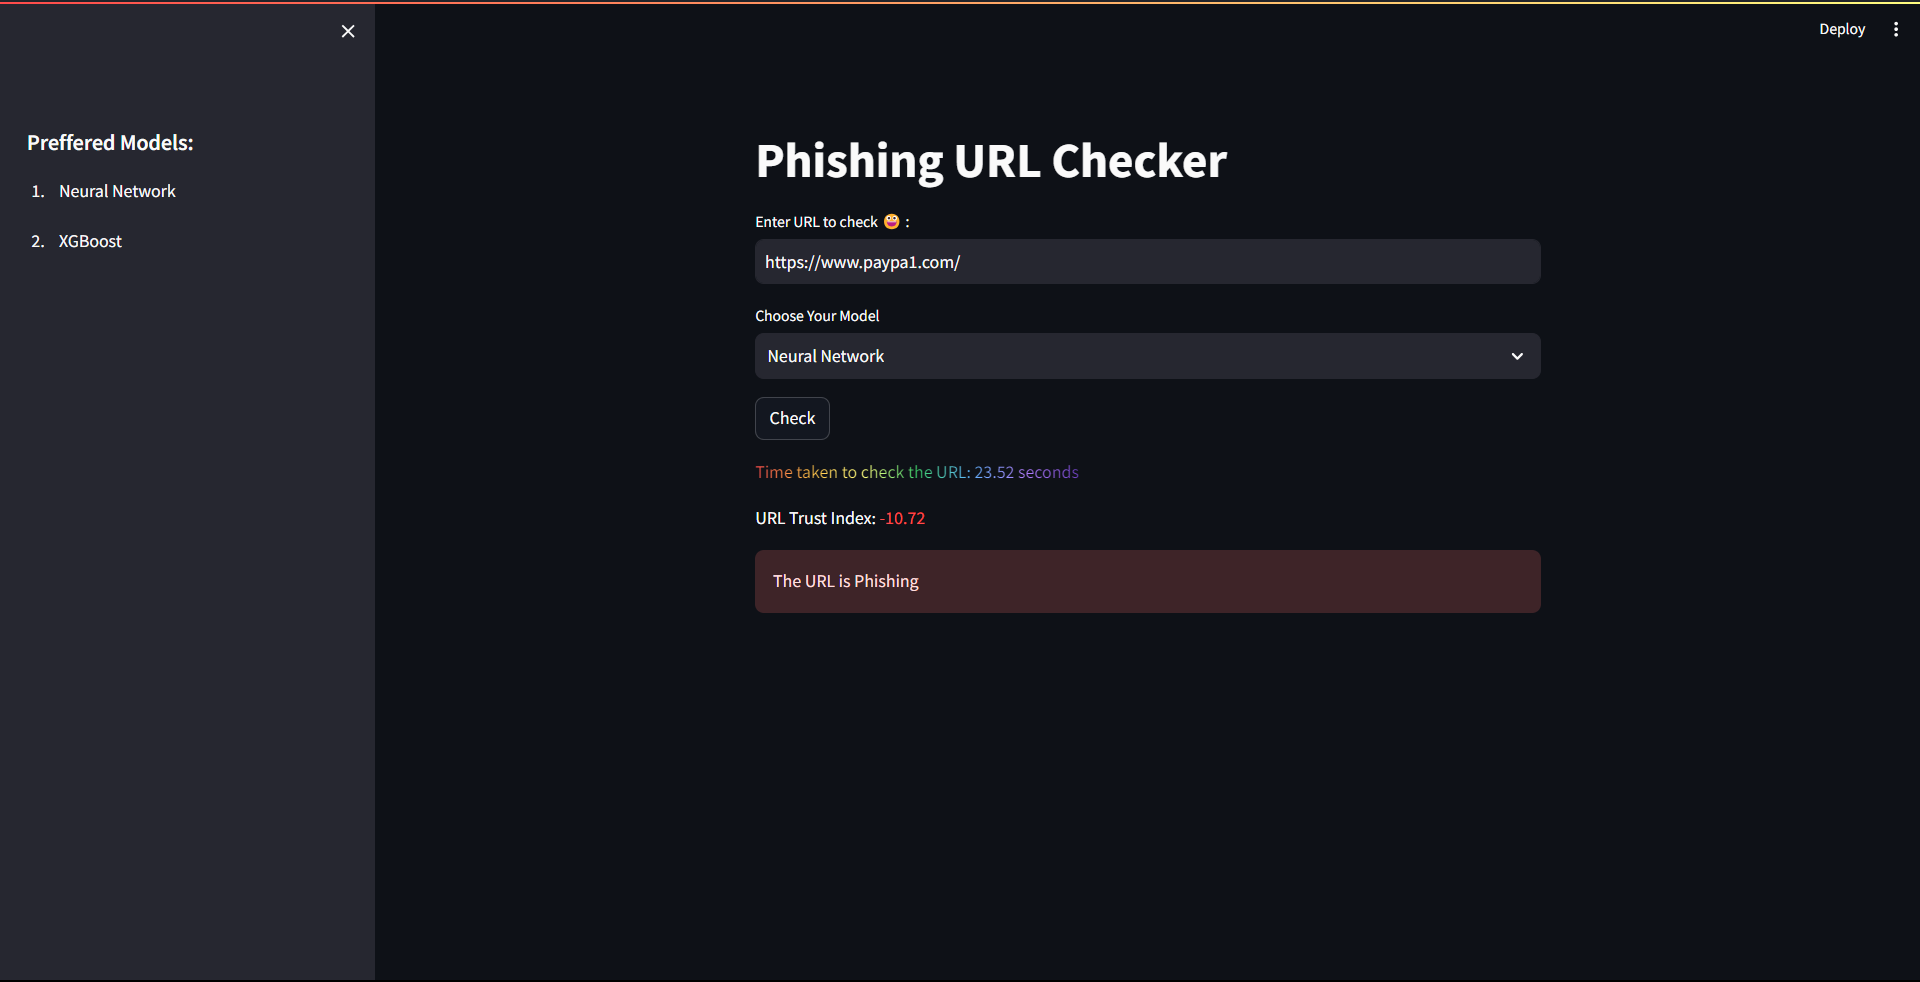 Deploy
Preffered Models:
1. Neural Network
2. XGBoost
Phishing URL Checker
Enter URL to check 😀 :
https://www.paypa1.com/
Choose Your Model
Neural Network
Check
Time taken to check the URL: 23.52 seconds
URL Trust Index: -10.72
The URL is Phishing